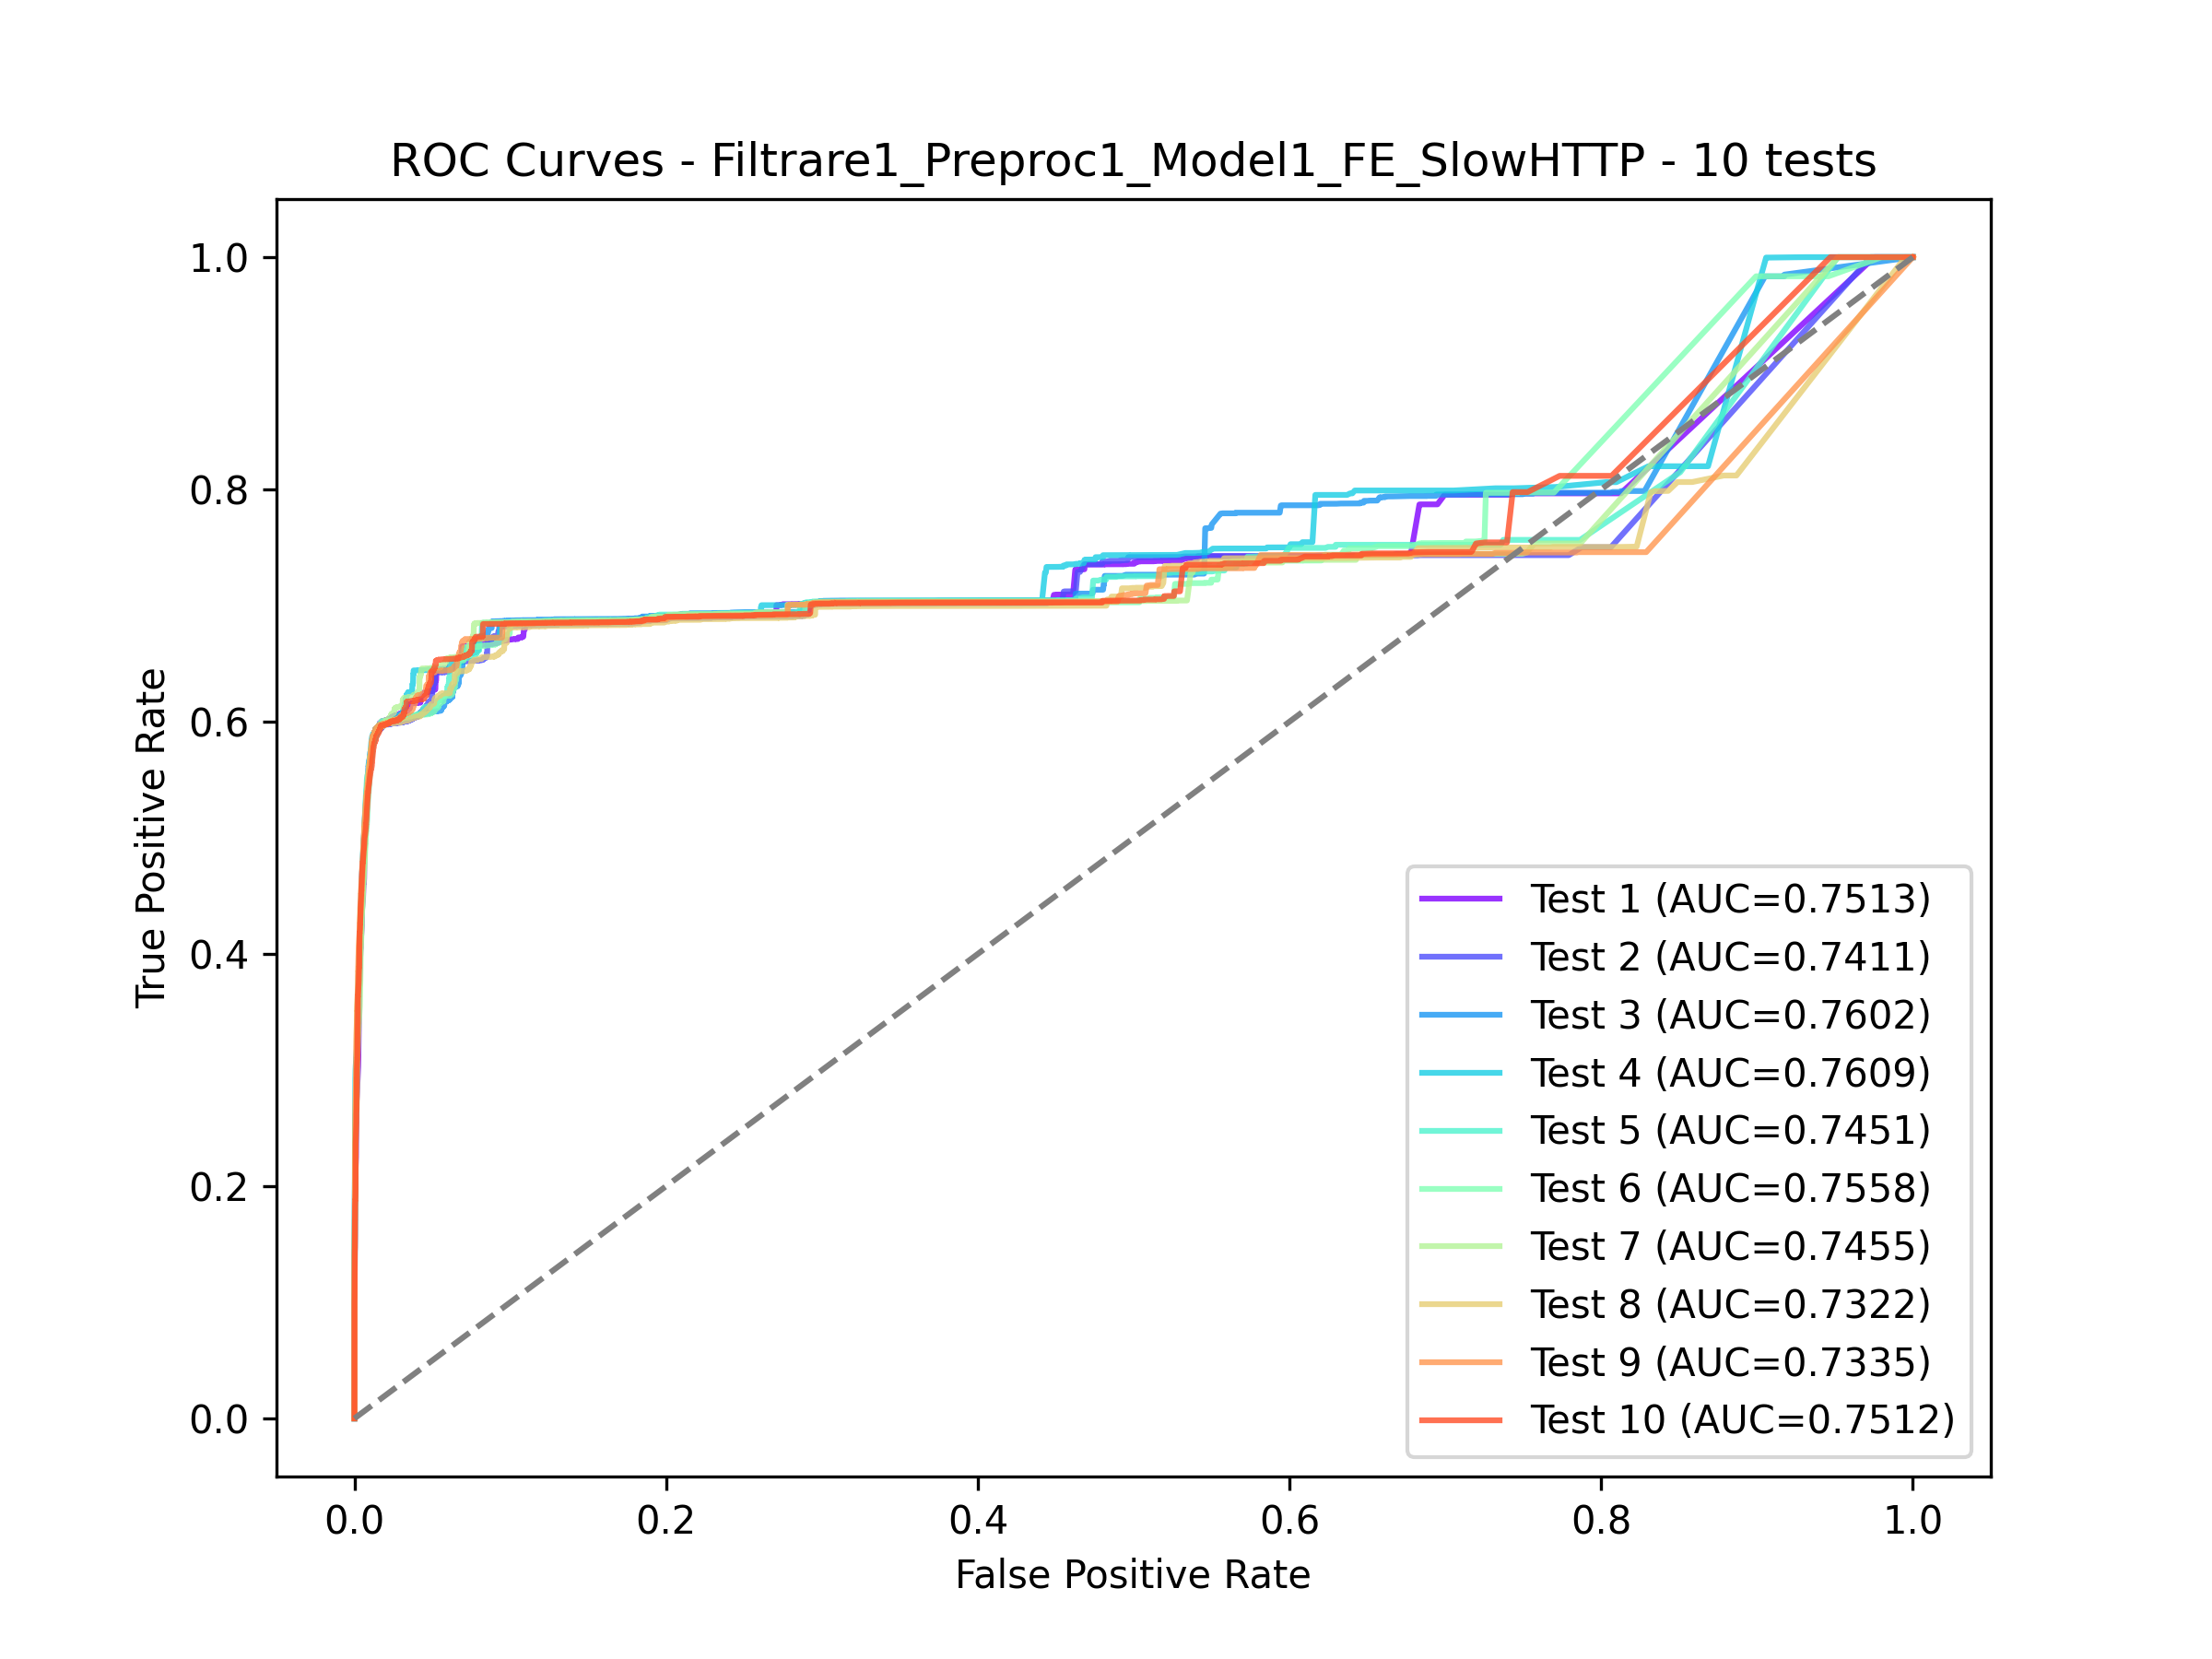 ROC Curves - Filtrare1_Preproc1_Model1_FE_SlowHTTP - 10 tests
1.0
0.8
0.6
0.4
0.2
0.0
True Positive Rate
Test 1 (AUC=0.7513)
Test 2 (AUC=0.7411)
Test 3 (AUC=0.7602)
Test 4 (AUC=0.7609)
Test 5 (AUC=0.7451)
Test 6 (AUC=0.7558)
Test 7 (AUC=0.7455)
Test 8 (AUC=0.7322)
Test 9 (AUC=0.7335)
Test 10 (AUC=0.7512)
0.0 0.2 0.4 0.6 0.8 1.0
False Positive Rate